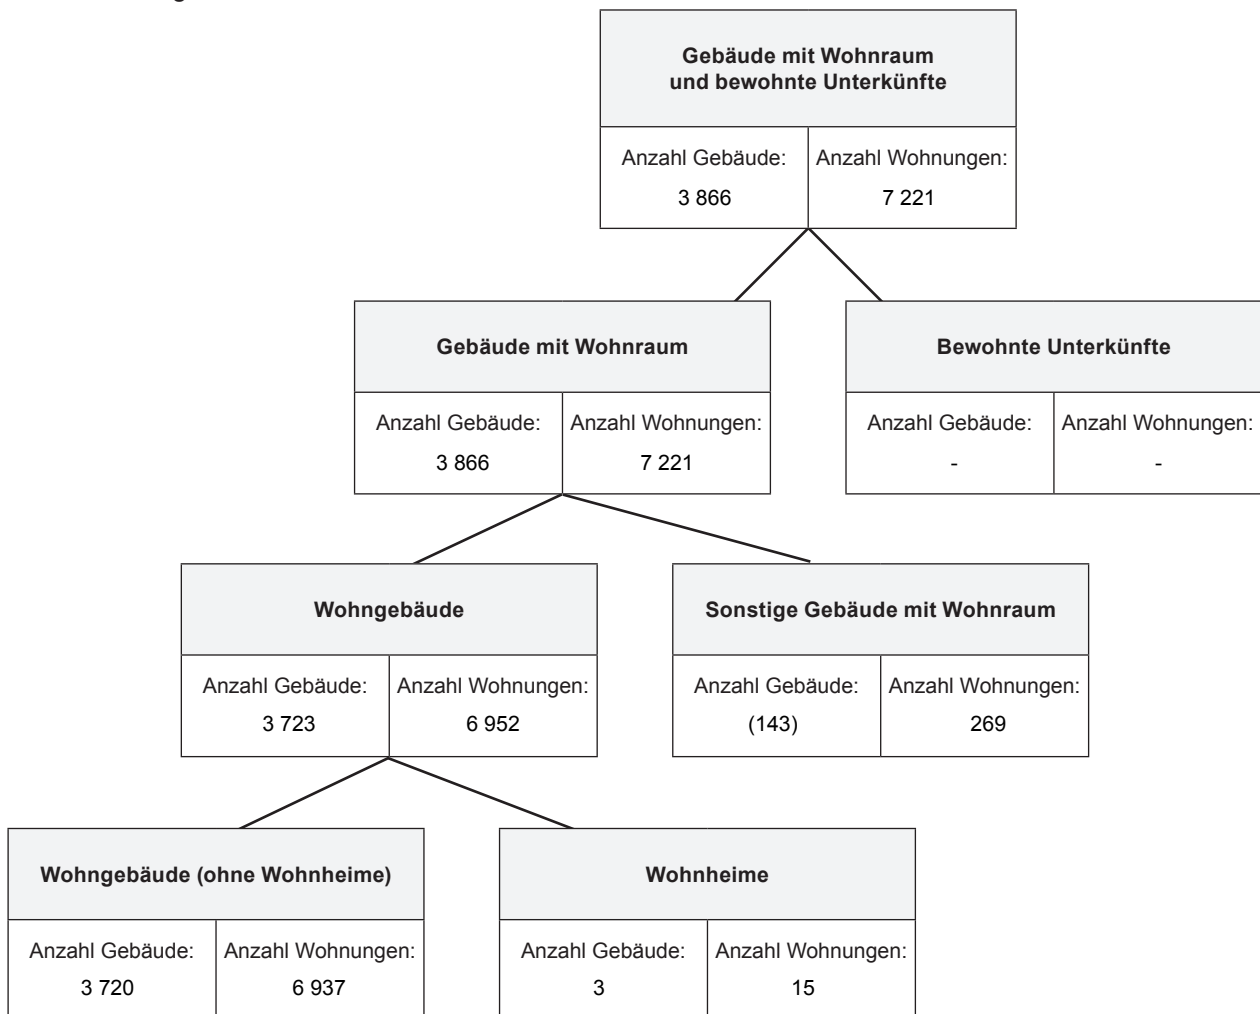 Gebäude mit Wohnraum
und bewohnte Unterkünfte
Anzahl Gebäude: Anzahl Wohnungen:
3 866 7 221
Gebäude mit Wohnraum
Anzahl Gebäude: Anzahl Wohnungen:
3 866 7 221
Bewohnte Unterkünfte
Anzahl Gebäude: Anzahl Wohnungen:
- -
Wohngebäude
Anzahl Gebäude: Anzahl Wohnungen:
3 723 6 952
Sonstige Gebäude mit Wohnraum
Anzahl Gebäude: Anzahl Wohnungen:
(143) 269
Wohngebäude (ohne Wohnheime)
Anzahl Gebäude: Anzahl Wohnungen:
3 720 6 937
Wohnheime
Anzahl Gebäude: Anzahl Wohnungen:
3 15